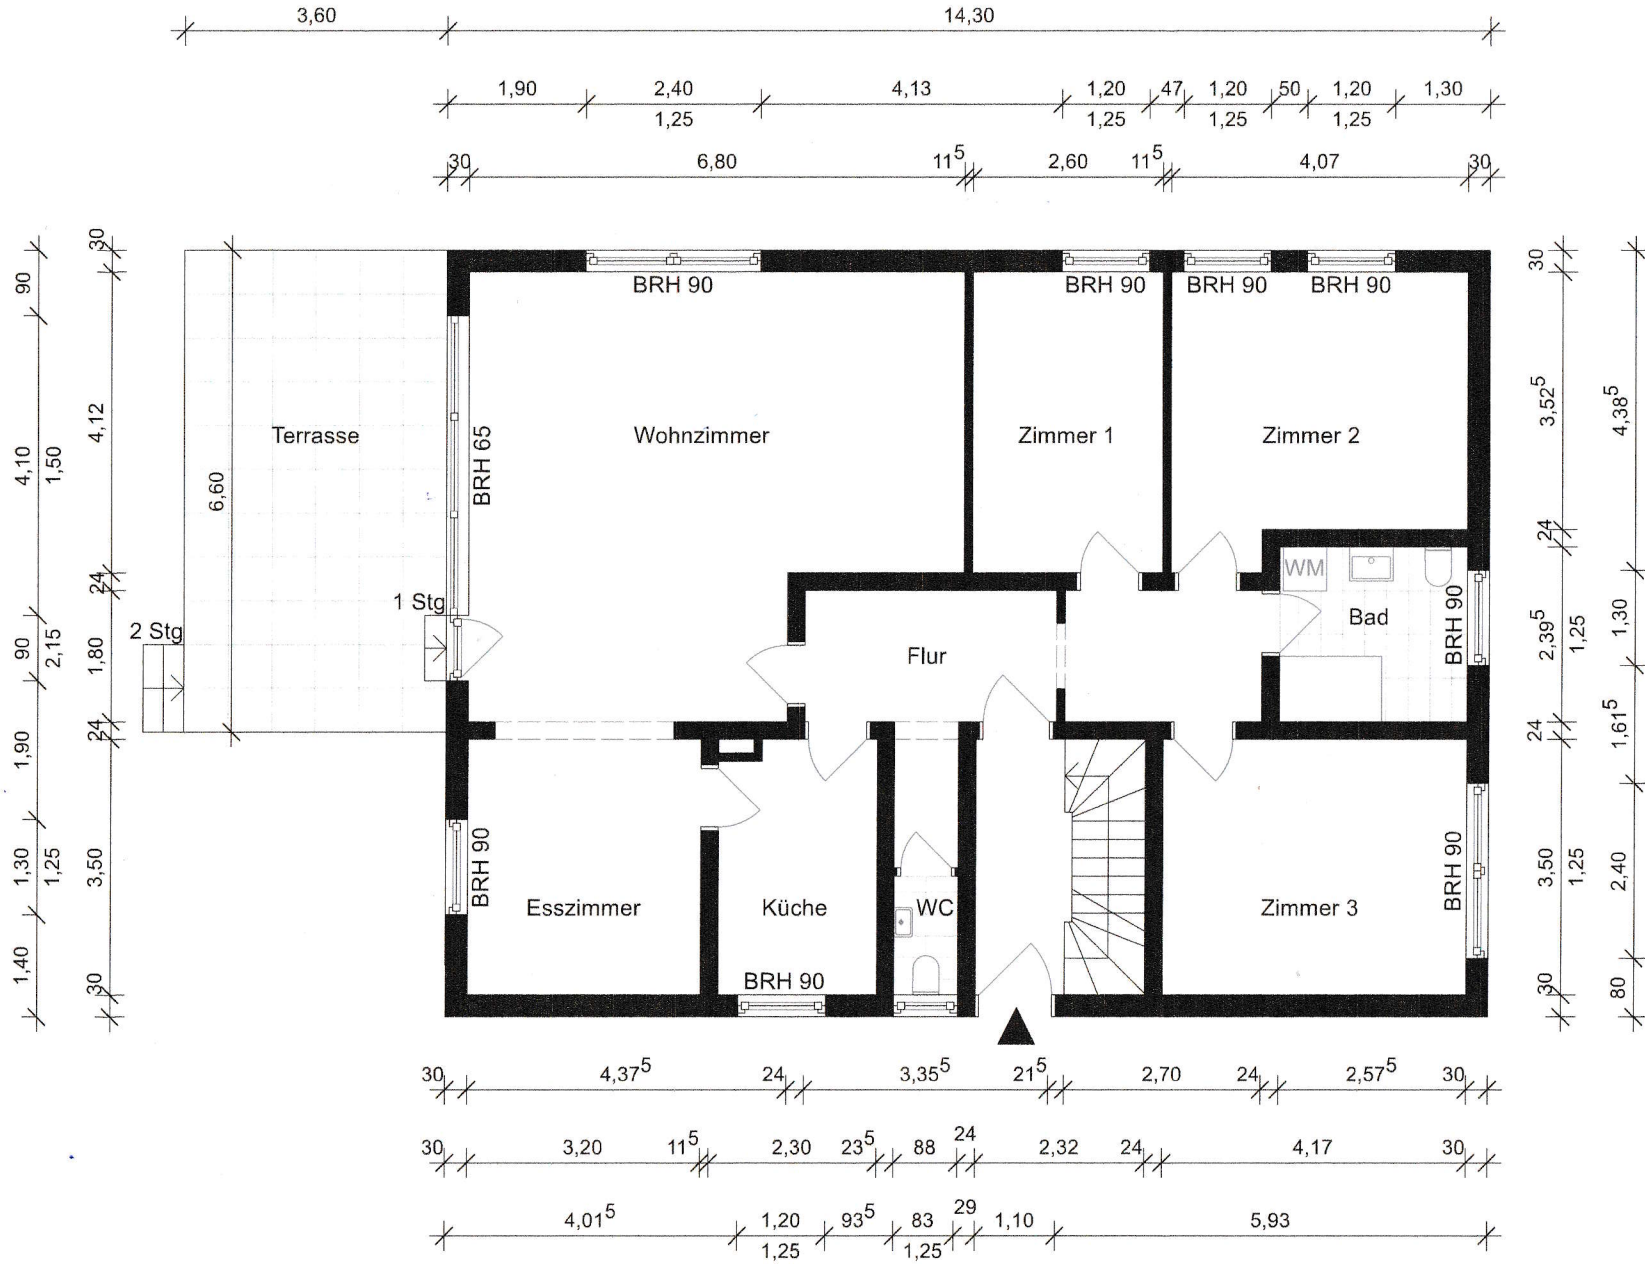 3,60 14,30
1,90 2,40 4,13 1,20 47 1,20 50 1,20 1,30
1,25 1,25 1,25 1,25
30 6,80 11⁵ 2,60 11⁵ 4,07 30
BRH 90 BRH 90 BRH 90 BRH 90
90 4,10 90 1,90 1,30 1,40
1,50 2,15 1,25
30 4,12 24 1,80 24 3,50 30
6,60
Terrasse
BRH 65
Wohnzimmer
Zimmer 1
Zimmer 2
1 Stg
2 Stg
WM
Bad
BRH 90
Flur
BRH 90
Esszimmer
Küche
WC
Zimmer 3
BRH 90
BRH 90
30 3,52⁵ 24 2,39⁵ 24 3,50 30
1,25 1,25
4,38⁵ 1,30 1,61⁵ 2,40 80
30 4,37⁵ 24 3,35⁵ 21⁵ 2,70 24 2,57⁵ 30
30 3,20 11⁵ 2,30 23⁵ 88 24 2,32 24 4,17 30
4,01⁵ 1,20 93⁵ 83 29 1,10 5,93
1,25 1,25